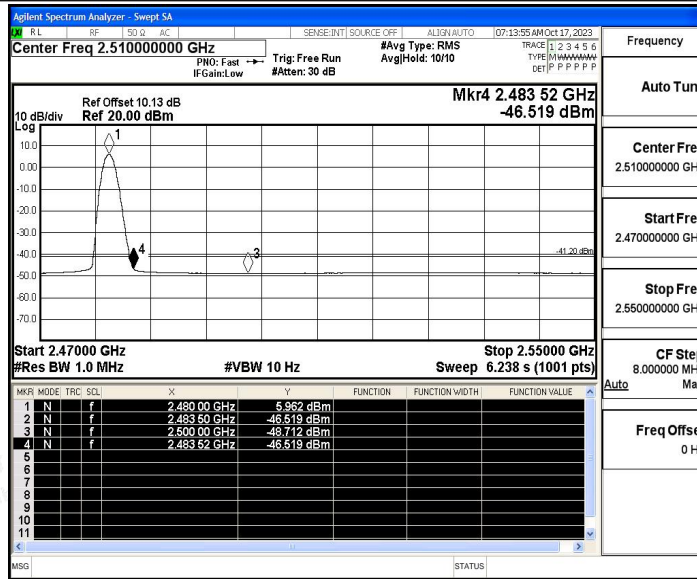 Agilent Spectrum Analyzer - Swept SA
RL RF 50 Ω AC SENSE:INT SOURCE OFF ALIGN AUTO 07:13:55 AM Oct 17, 2023
Center Freq 2.510000000 GHz
PNO: Fast
IFGain:Low
Trig: Free Run
#Atten: 30 dB
#Avg Type: RMS
Avg|Hold: 10/10
TRACE 1 2 3 4 5 6
TYPE M
DET P P P P P P
Mkr4 2.483 52 GHz
-46.519 dBm
Ref Offset 10.13 dB
10 dB/div Ref 20.00 dBm
Log
10.0
0.00
-10.0
-20.0
-30.0
-40.0
-50.0
-60.0
-70.0
1
4
3
-41.20 dBm
Start 2.47000 GHz Stop 2.55000 GHz
#Res BW 1.0 MHz #VBW 10 Hz Sweep 6.238 s (1001 pts)
MKR MODE TRC SCL X Y FUNCTION FUNCTION WIDTH FUNCTION VALUE
1 N f 2.480 00 GHz 5.962 dBm
2 N f 2.483 50 GHz -46.519 dBm
3 N f 2.500 00 GHz -48.712 dBm
4 N f 2.483 52 GHz -46.519 dBm
5
6
7
8
9
10
11
MSG STATUS
Frequency
Auto Tun
Center Fre
2.510000000 GH
Start Fre
2.470000000 GH
Stop Fre
2.550000000 GH
CF Ste
8.000000 MH
Auto Ma
Freq Offse
0 H